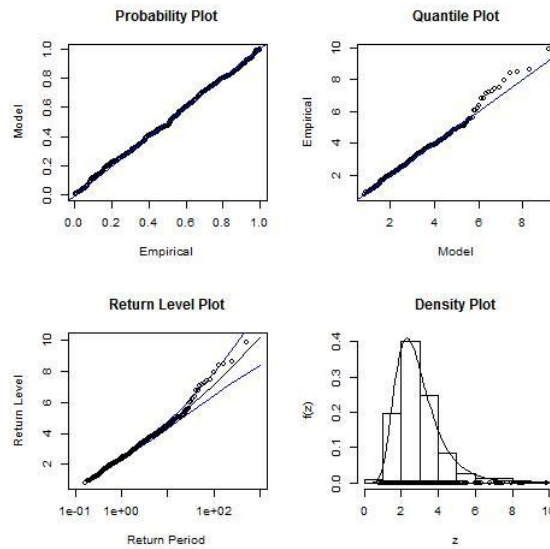 Probability Plot
Model
0.0 0.2 0.4 0.6 0.8 1.0
0.0 0.2 0.4 0.6 0.8 1.0
Empirical
Quantile Plot
Empirical
2 4 6 8 10
2 4 6 8
Model
Return Level Plot
Return Level
2 4 6 8 10
1e-01 1e+00 1e+02
Return Period
Density Plot
f(z)
0.0 0.1 0.2 0.3 0.4
0 2 4 6 8 10
z